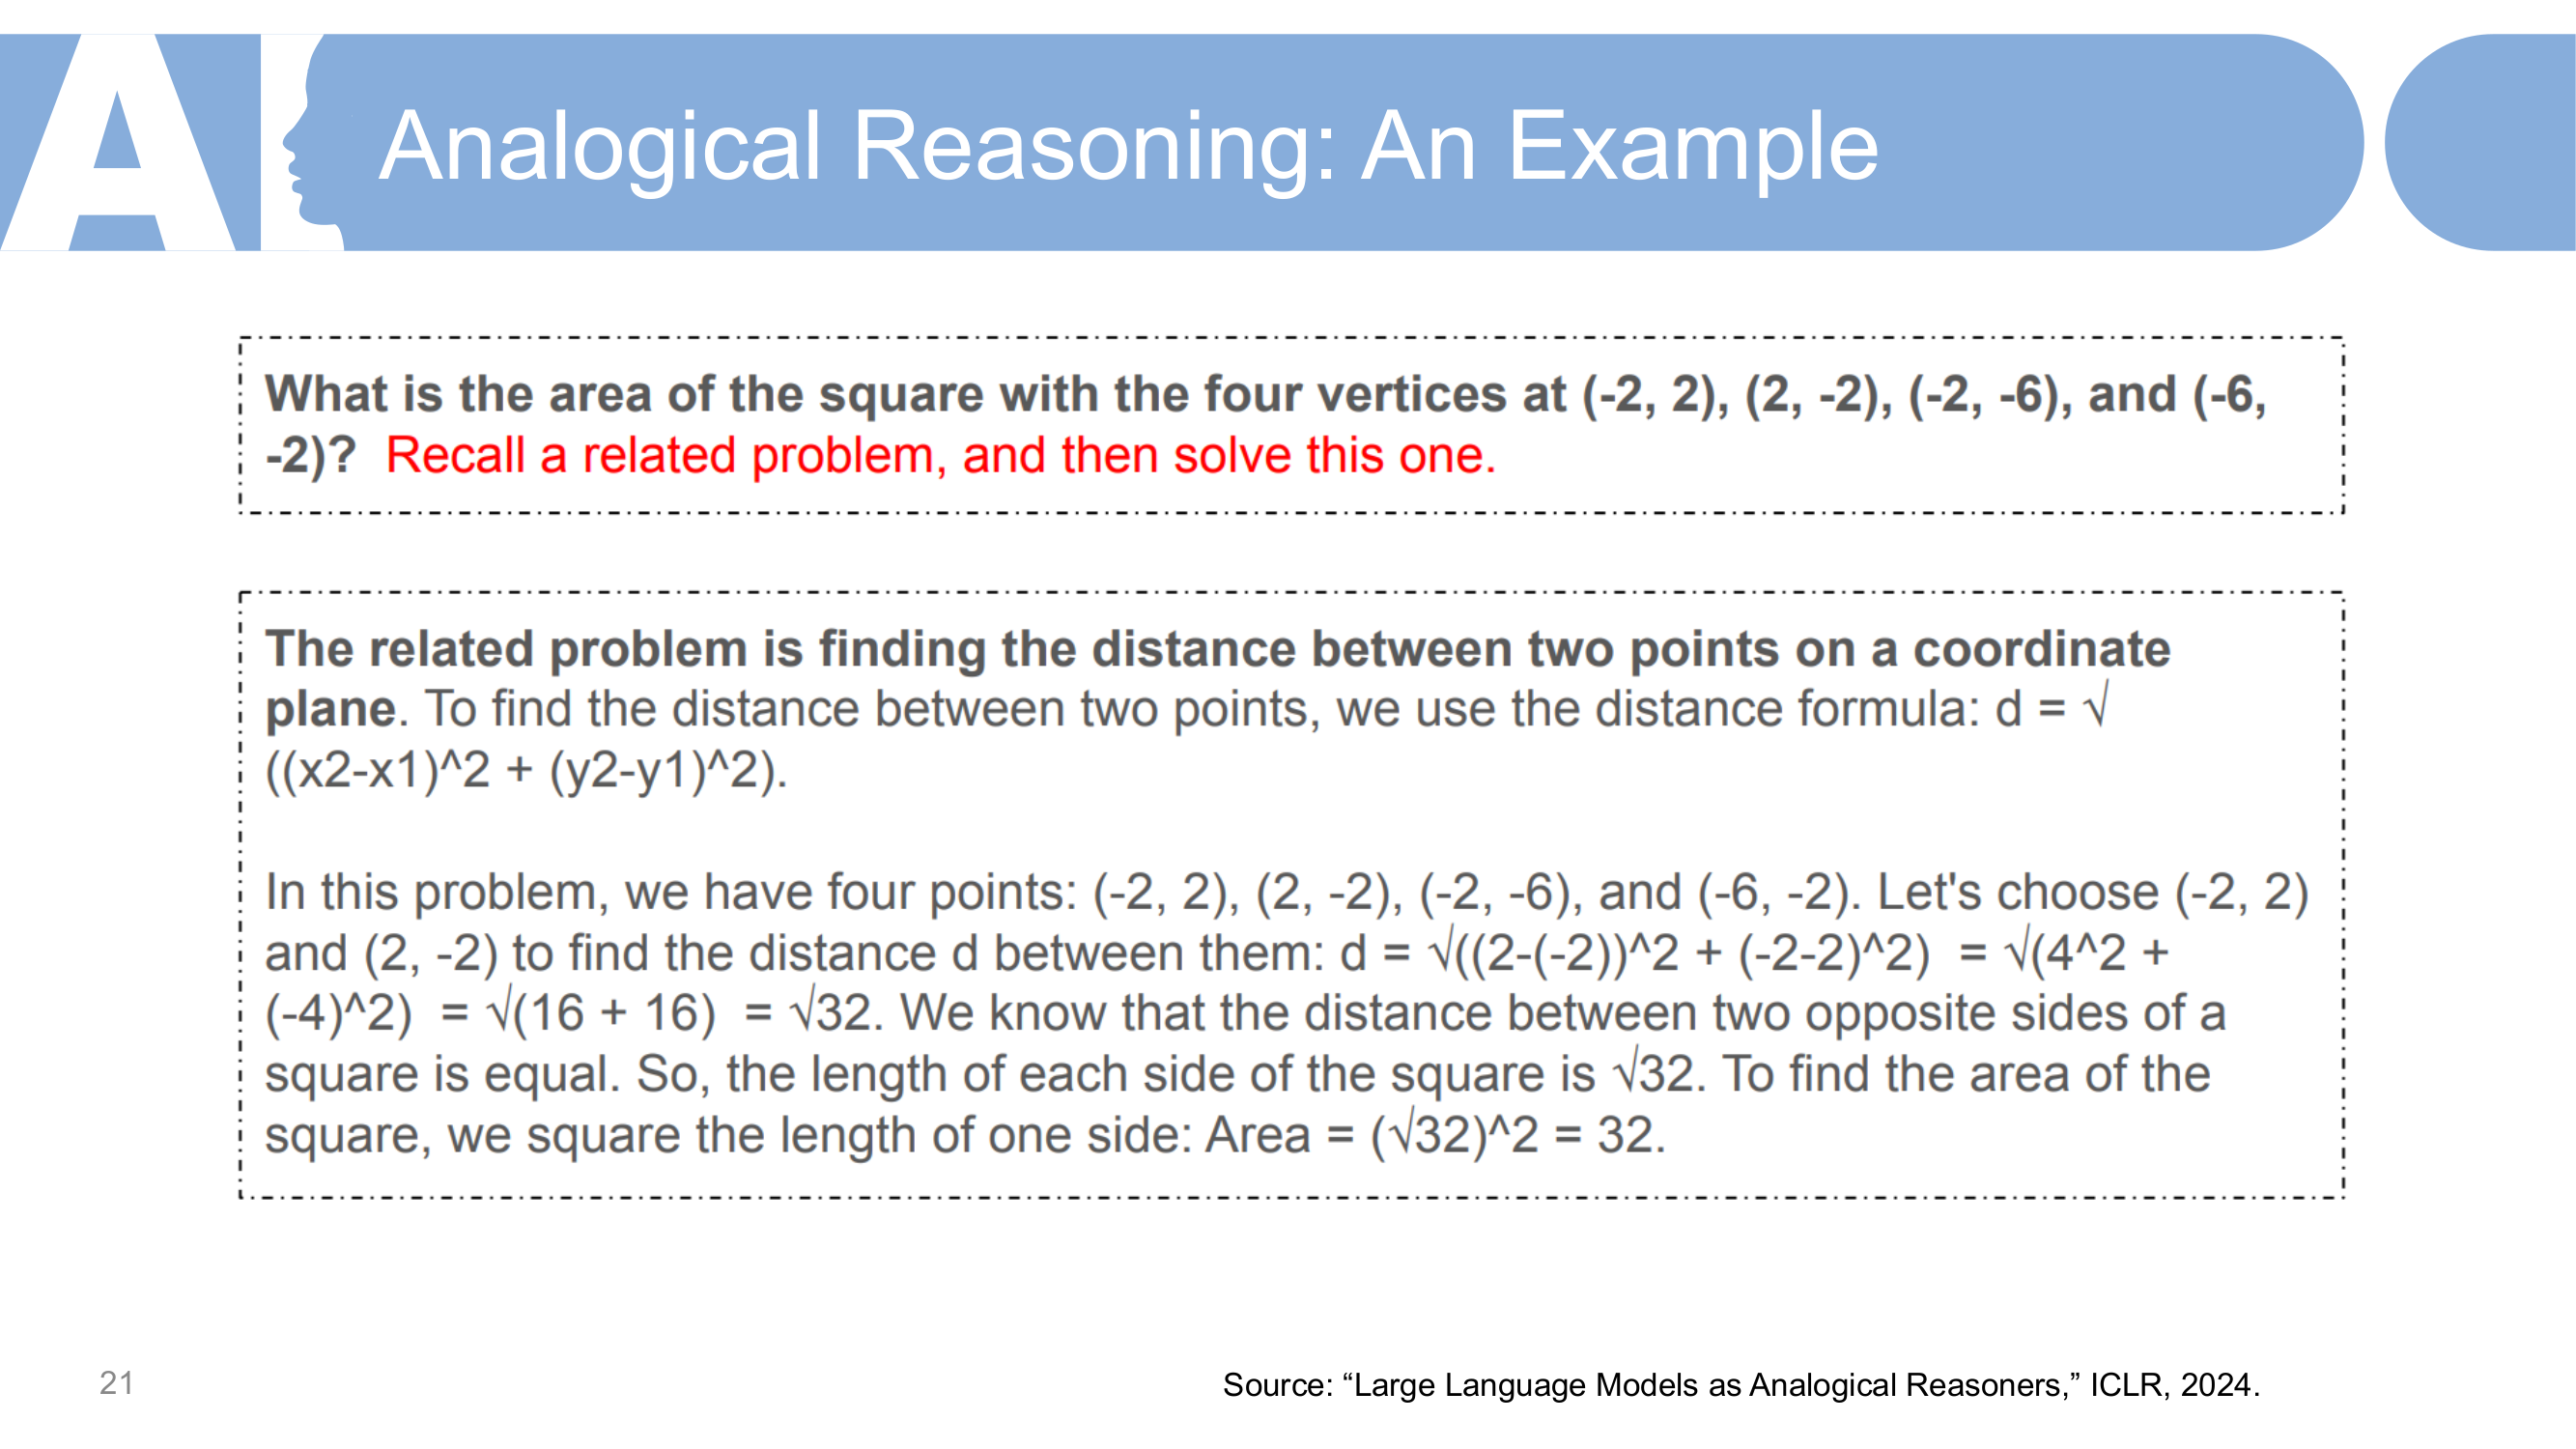 AI
Analogical Reasoning: An Example
What is the area of the square with the four vertices at (-2, 2), (2, -2), (-2, -6), and (-6,
-2)?  Recall a related problem, and then solve this one.
The related problem is finding the distance between two points on a coordinate
plane. To find the distance between two points, we use the distance formula: d = √
((x2-x1)^2 + (y2-y1)^2).
In this problem, we have four points: (-2, 2), (2, -2), (-2, -6), and (-6, -2). Let's choose (-2, 2)
and (2, -2) to find the distance d between them: d = √((2-(-2))^2 + (-2-2)^2)  = √(4^2 +
(-4)^2)  = √(16 + 16)  = √32. We know that the distance between two opposite sides of a
square is equal. So, the length of each side of the square is √32. To find the area of the
square, we square the length of one side: Area = (√32)^2 = 32.
21
Source: “Large Language Models as Analogical Reasoners,” ICLR, 2024.